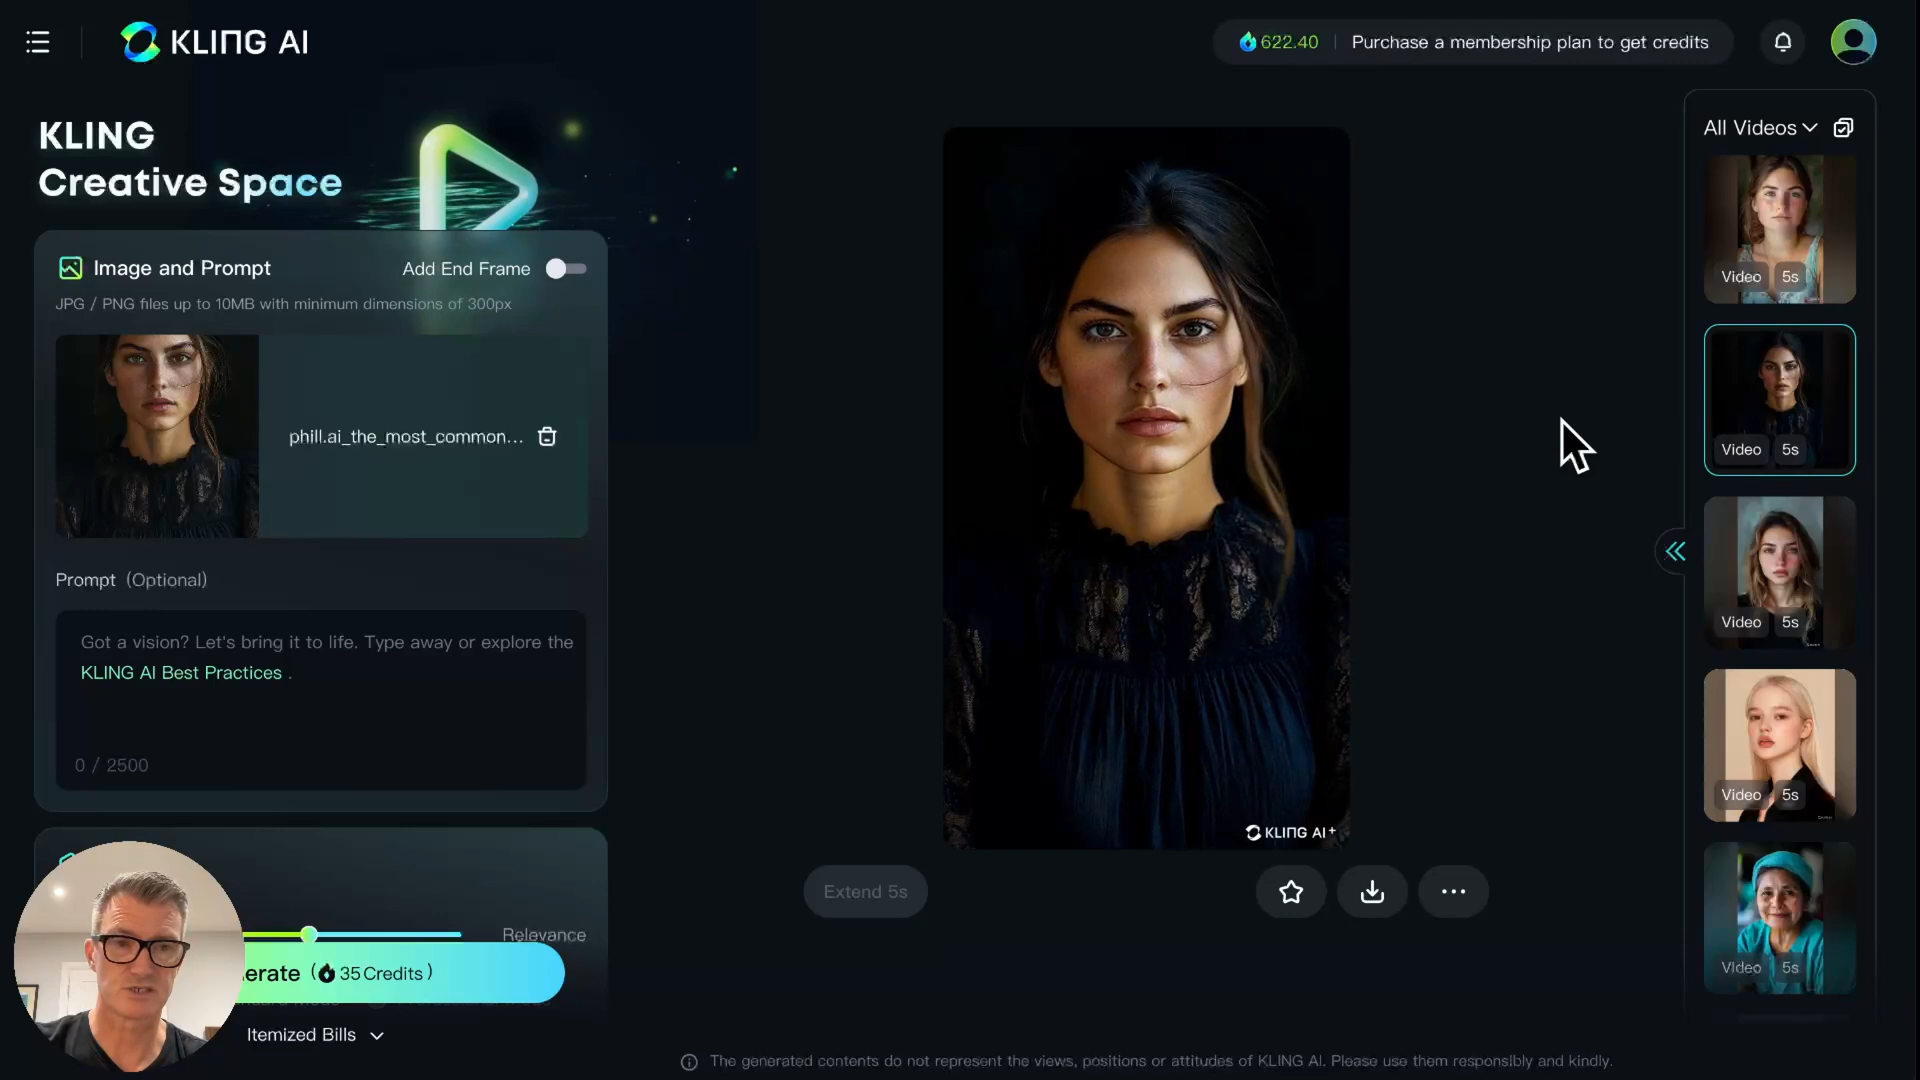 KLING AI
622.40
Purchase a membership plan to get credits
KLING
Creative Space
Image and Prompt
Add End Frame
JPG / PNG files up to 10MB with minimum dimensions of 300px
phill.ai_the_most_common...
Prompt (Optional)
Got a vision? Let's bring it to life. Type away or explore the
KLING AI Best Practices .
0 / 2500
Relevance
erate ( 35 Credits )
Itemized Bills
KLING AI+
Extend 5s
The generated contents do not represent the views, positions or attitudes of KLING AI. Please use them responsibly and kindly.
All Videos
Video 5s
Video 5s
Video 5s
Video 5s
Video 5s